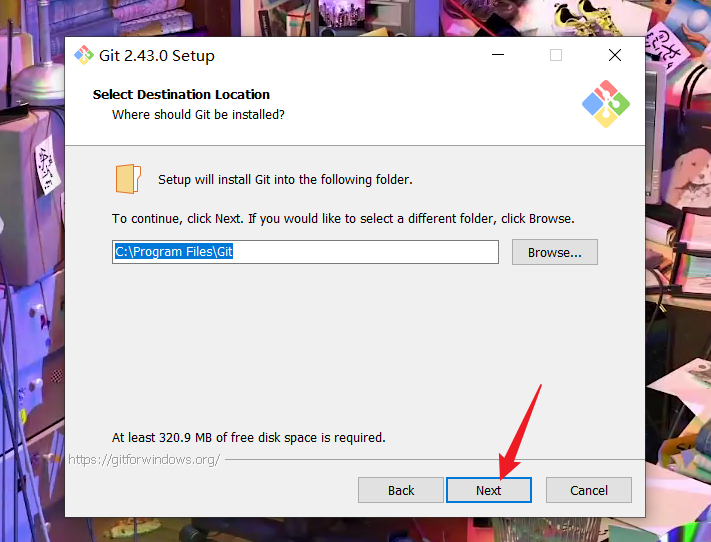 Git 2.43.0 Setup
Select Destination Location
Where should Git be installed?
Setup will install Git into the following folder.
To continue, click Next. If you would like to select a different folder, click Browse.
C:\Program Files\Git
Browse...
At least 320.9 MB of free disk space is required.
https://gitforwindows.org/
Back
Next
Cancel